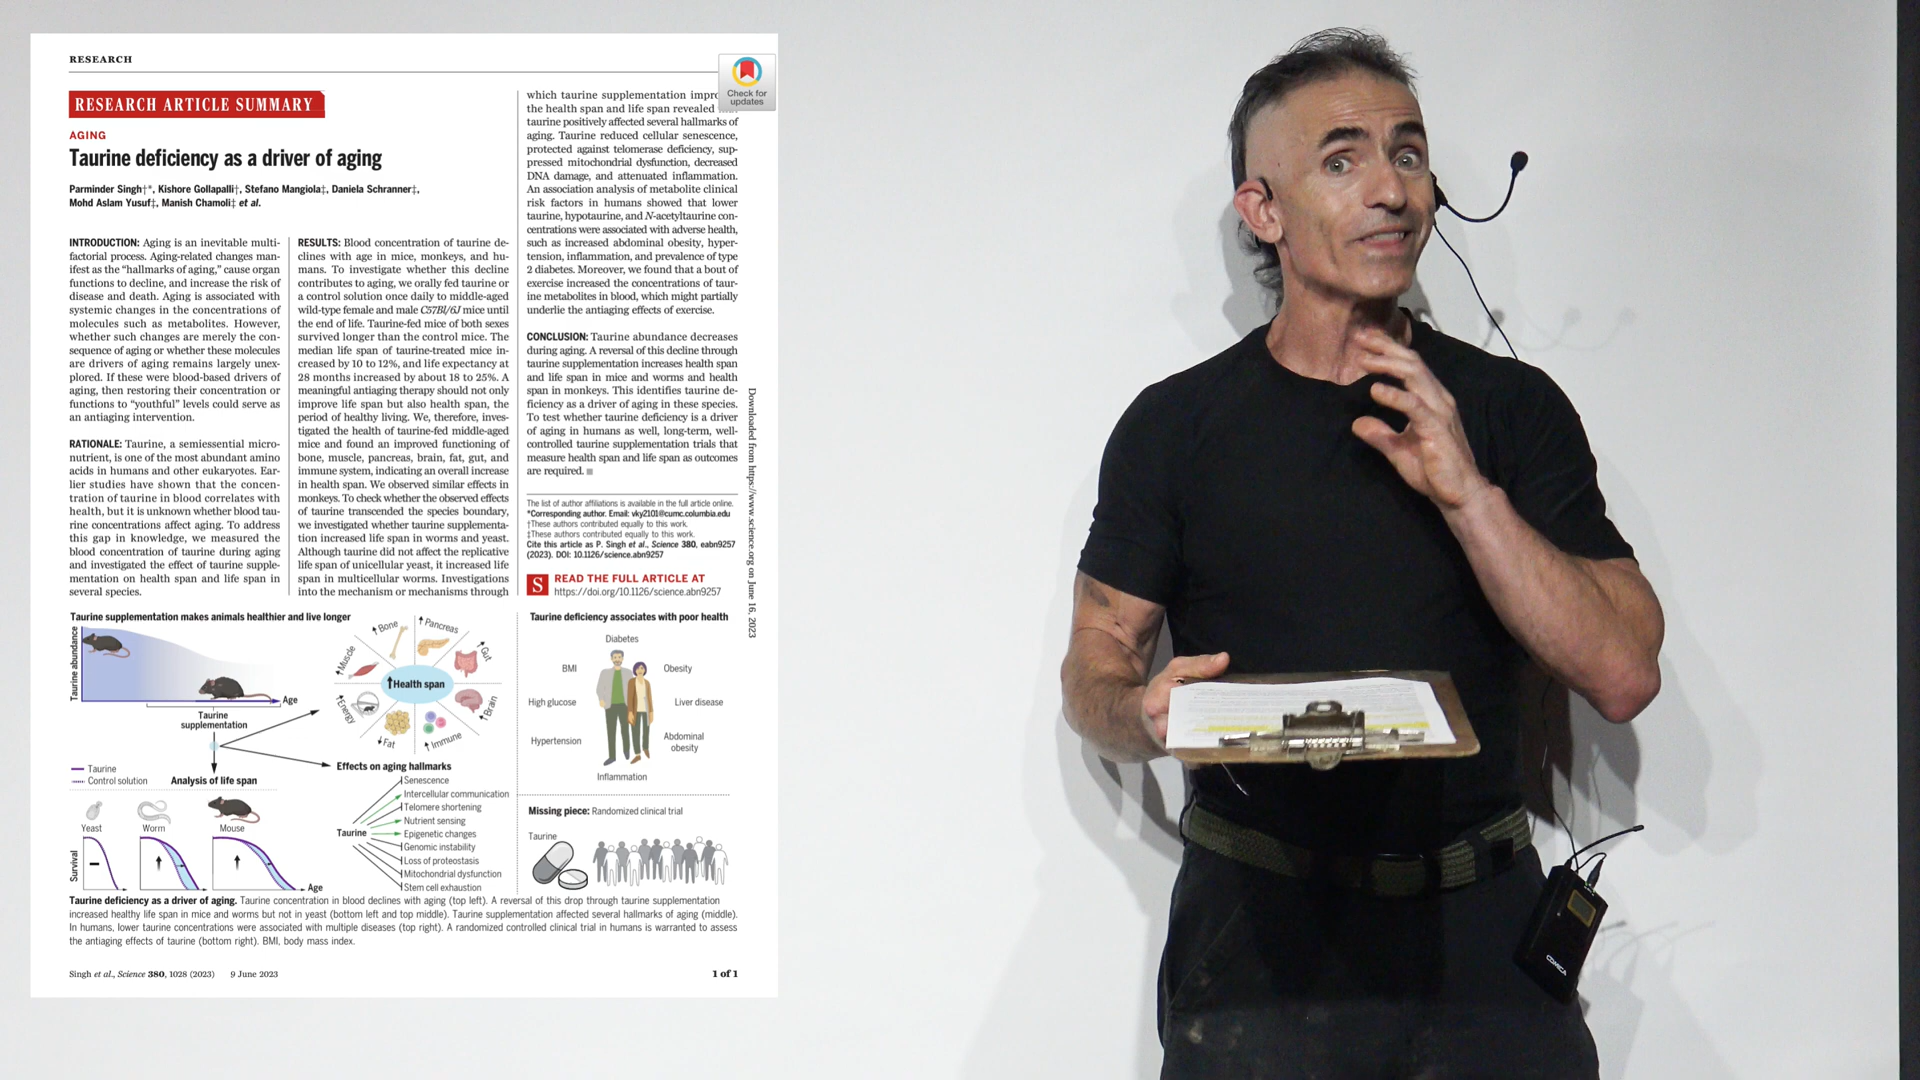 RESEARCH
Check for
updates
RESEARCH ARTICLE SUMMARY
AGING
Taurine deficiency as a driver of aging
Parminder Singh†*, Kishore Gollapalli†, Stefano Mangiola‡, Daniela Schranner‡,
Mohd Aslam Yusuf‡, Manish Chamoli‡ et al.
INTRODUCTION: Aging is an inevitable multi-
factorial process. Aging-related changes man-
ifest as the “hallmarks of aging,” cause organ
functions to decline, and increase the risk of
disease and death. Aging is associated with
systemic changes in the concentrations of
molecules such as metabolites. However,
whether such changes are merely the con-
sequence of aging or whether these molecules
are drivers of aging remains largely unex-
plored. If these were blood-based drivers of
aging, then restoring their concentration or
functions to “youthful” levels could serve as
an antiaging intervention.
RATIONALE: Taurine, a semiessential micro-
nutrient, is one of the most abundant amino
acids in humans and other eukaryotes. Ear-
lier studies have shown that the concen-
tration of taurine in blood correlates with
health, but it is unknown whether blood tau-
rine concentrations affect aging. To address
this gap in knowledge, we measured the
blood concentration of taurine during aging
and investigated the effect of taurine supple-
mentation on health span and life span in
several species.
RESULTS: Blood concentration of taurine de-
clines with age in mice, monkeys, and hu-
mans. To investigate whether this decline
contributes to aging, we orally fed taurine or
a control solution once daily to middle-aged
wild-type female and male C57Bl/6J mice until
the end of life. Taurine-fed mice of both sexes
survived longer than the control mice. The
median life span of taurine-treated mice in-
creased by 10 to 12%, and life expectancy at
28 months increased by about 18 to 25%. A
meaningful antiaging therapy should not only
improve life span but also health span, the
period of healthy living. We, therefore, inves-
tigated the health of taurine-fed middle-aged
mice and found an improved functioning of
bone, muscle, pancreas, brain, fat, gut, and
immune system, indicating an overall increase
in health span. We observed similar effects in
monkeys. To check whether the observed effects
of taurine transcended the species boundary,
we investigated whether taurine supplementa-
tion increased life span in worms and yeast.
Although taurine did not affect the replicative
life span of unicellular yeast, it increased life
span in multicellular worms. Investigations
into the mechanism or mechanisms through
which taurine supplementation impro
the health span and life span revealed
taurine positively affected several hallmarks of
aging. Taurine reduced cellular senescence,
protected against telomerase deficiency, sup-
pressed mitochondrial dysfunction, decreased
DNA damage, and attenuated inflammation.
An association analysis of metabolite clinical
risk factors in humans showed that lower
taurine, hypotaurine, and N-acetyltaurine con-
centrations were associated with adverse health,
such as increased abdominal obesity, hyper-
tension, inflammation, and prevalence of type
2 diabetes. Moreover, we found that a bout of
exercise increased the concentrations of taur-
ine metabolites in blood, which might partially
underlie the antiaging effects of exercise.
CONCLUSION: Taurine abundance decreases
during aging. A reversal of this decline through
taurine supplementation increases health span
and life span in mice and worms and health
span in monkeys. This identifies taurine de-
ficiency as a driver of aging in these species.
To test whether taurine deficiency is a driver
of aging in humans as well, long-term, well-
controlled taurine supplementation trials that
measure health span and life span as outcomes
are required.
The list of author affiliations is available in the full article online.
*Corresponding author. Email: vky2101@cumc.columbia.edu
†These authors contributed equally to this work.
‡These authors contributed equally to this work.
Cite this article as P. Singh et al., Science 380, eabn9257
(2023). DOI: 10.1126/science.abn9257
S READ THE FULL ARTICLE AT
https://doi.org/10.1126/science.abn9257
Downloaded from https://www.science.org on June 16, 2023
Taurine supplementation makes animals healthier and live longer
Taurine abundance
Age
Taurine
supplementation
Bone
Pancreas
Muscle
Gut
Health span
Energy
Brain
Fat
Immune
Taurine
Control solution
Analysis of life span
Yeast
Worm
Mouse
Survival
Age
Effects on aging hallmarks
Taurine
Senescence
Intercellular communication
Telomere shortening
Nutrient sensing
Epigenetic changes
Genomic instability
Loss of proteostasis
Mitochondrial dysfunction
Stem cell exhaustion
Taurine deficiency associates with poor health
Diabetes
BMI
Obesity
High glucose
Liver disease
Hypertension
Abdominal
obesity
Inflammation
Missing piece: Randomized clinical trial
Taurine
Taurine deficiency as a driver of aging. Taurine concentration in blood declines with aging (top left). A reversal of this drop through taurine supplementation
increased healthy life span in mice and worms but not in yeast (bottom left and top middle). Taurine supplementation affected several hallmarks of aging (middle).
In humans, lower taurine concentrations were associated with multiple diseases (top right). A randomized controlled clinical trial in humans is warranted to assess
the antiaging effects of taurine (bottom right). BMI, body mass index.
Singh et al., Science 380, 1028 (2023) 9 June 2023
1 of 1
COMICA